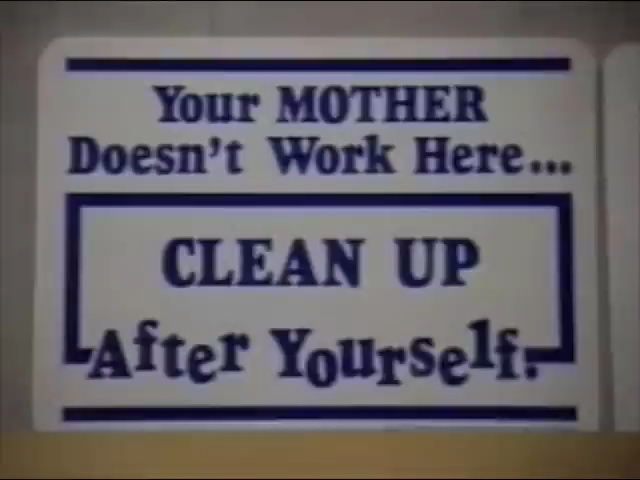 Your MOTHER
Doesn't Work Here...
CLEAN UP
After Yourself.